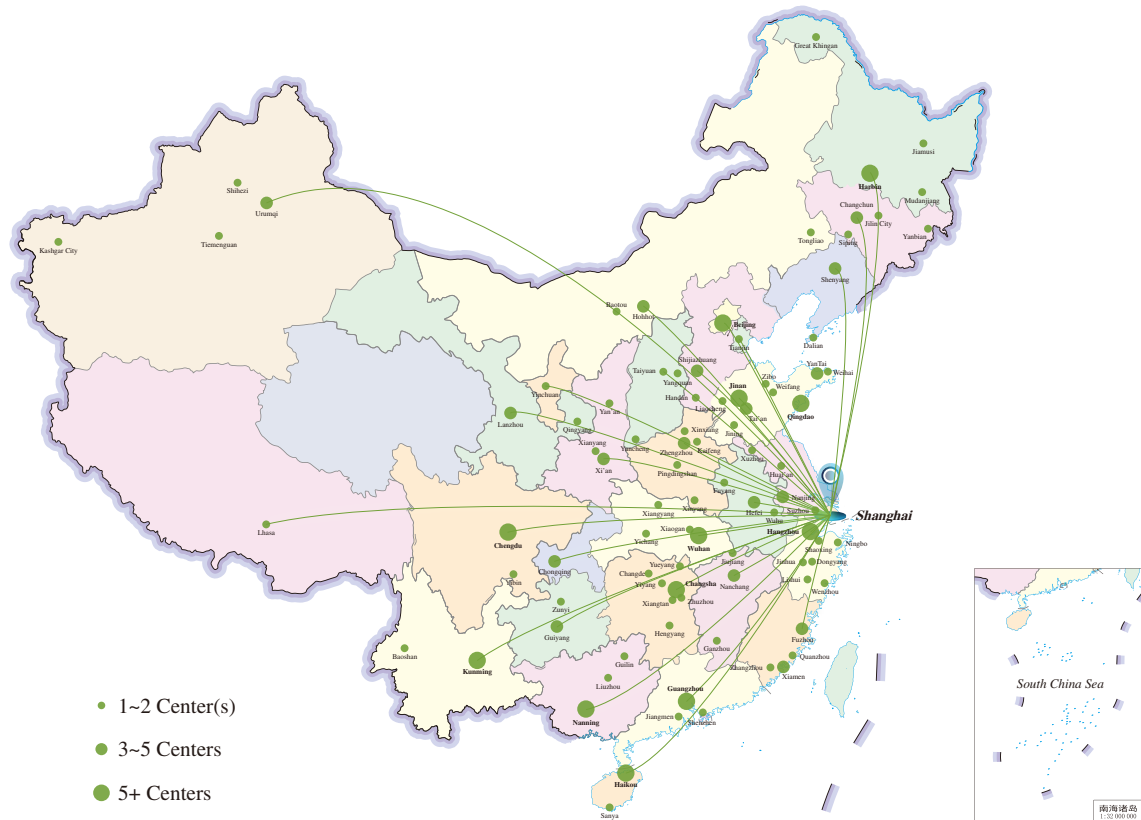 Great Khingan
Jiamusi
Harbin
Shihezi
Mudanjiang
Urumqi
Changchun
Jilin City
Tiemenguan
Tongliao
Siping
Yanbian
Kashgar City
Shenyang
Baotou
Hohhot
Beijing
Tianjin
Dalian
Shijiazhuang
YanTai
Taiyuan
Yangquan
Zibo
Weihai
Jinan
Weifang
Yinchuan
Handan
Liaocheng
Yan'an
Tai'an
Qingdao
Lanzhou
Qingyang
Xinxiang
Jining
Xianyang
Yuncheng
Zhengzhou
Kaifeng
Xuzhou
Xi'an
Pingdingshan
Huai'an
Fuyang
Nanjing
Xiangyang
Xinyang
Hefei
Suzhou
Shanghai
Wuhu
Lhasa
Chengdu
Xiaogan
Yichang
Wuhan
Hangzhou
Ningbo
Shaoxing
Chongqing
Yueyang
Jiujiang
Jinhua
Dongyang
Changde
Yibin
Yiyang
Changsha
Nanchang
Lishui
Wenzhou
Zunyi
Xiangtan
Zhuzhou
Guiyang
Hengyang
Fuzhou
Baoshan
Ganzhou
Quanzhou
Kunming
Guilin
Zhangzhou
Xiamen
Liuzhou
Guangzhou
Nanning
Jiangmen
Shenzhen
Haikou
Sanya
1~2 Center(s)
3~5 Centers
5+ Centers
South China Sea
南海诸岛
1:32 000 000